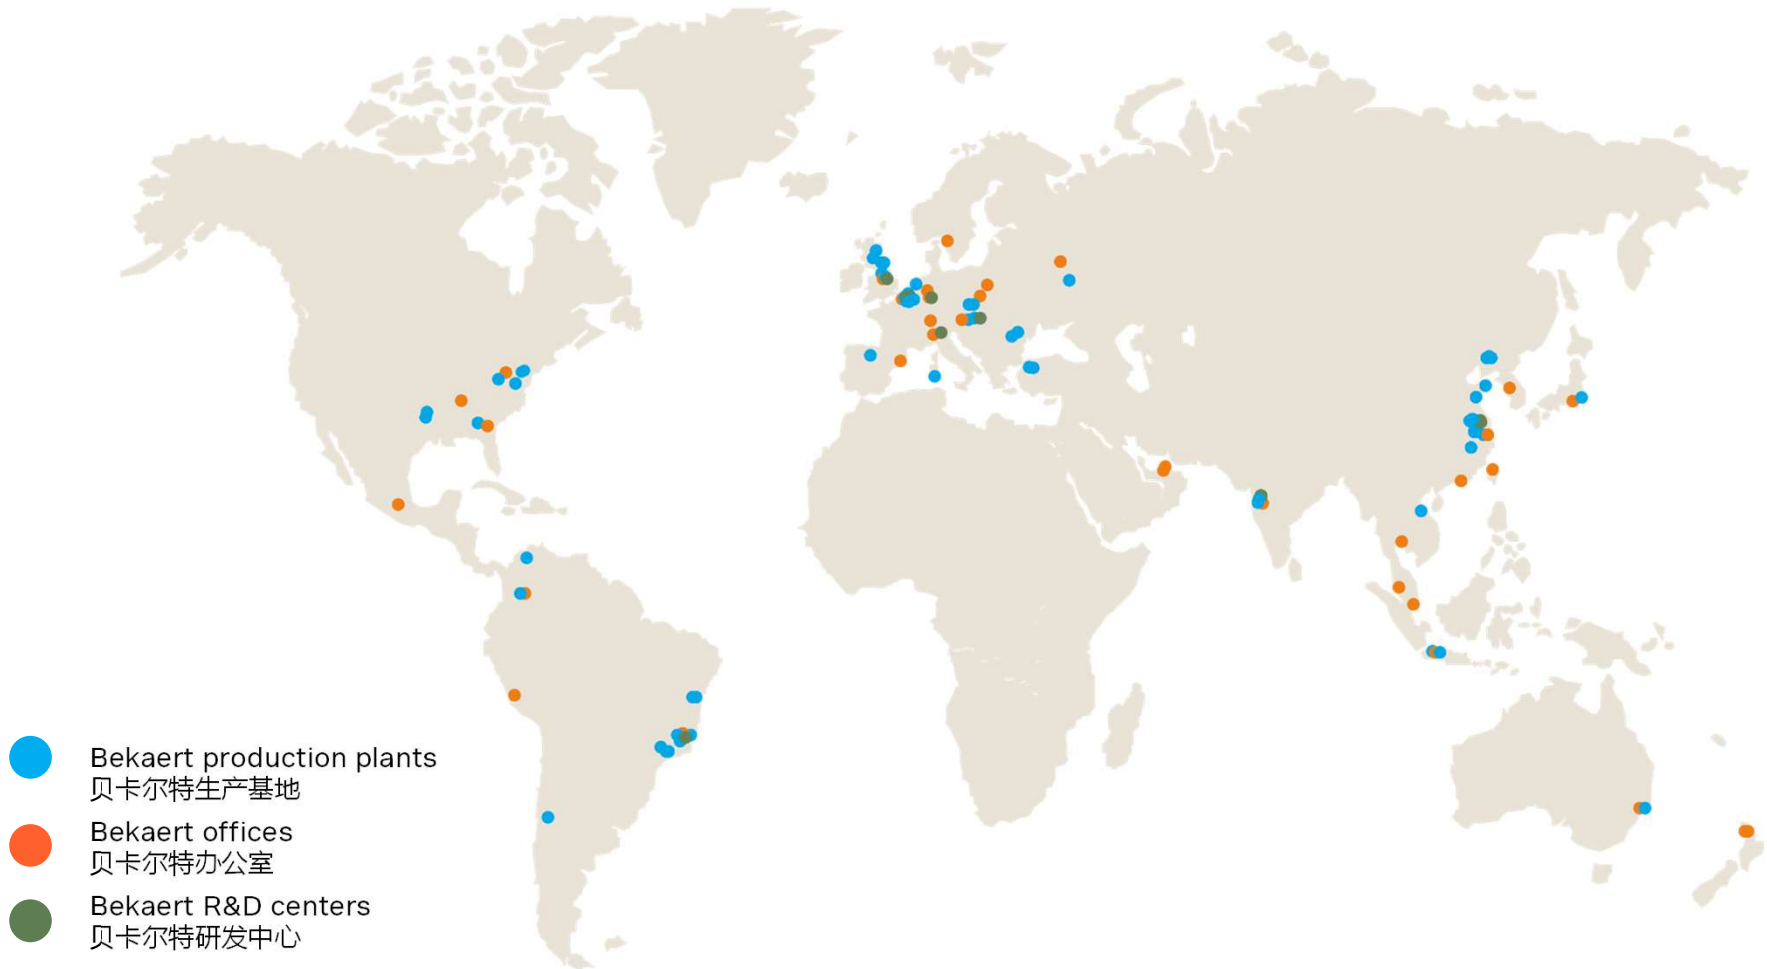 Bekaert production plants
贝卡尔特生产基地
Bekaert offices
贝卡尔特办公室
Bekaert R&D centers
贝卡尔特研发中心